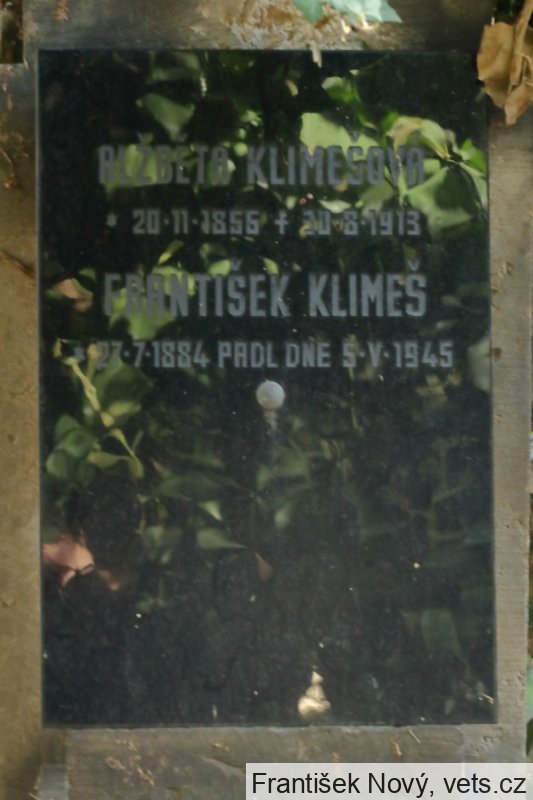 ALŽBĚTA KLIMEŠOVÁ
* 20·11·1856 † 20·8·1913
FRANTIŠEK KLIMEŠ
* 27·7·1884 PADL DNE 5·V·1945
František Nový, vets.cz